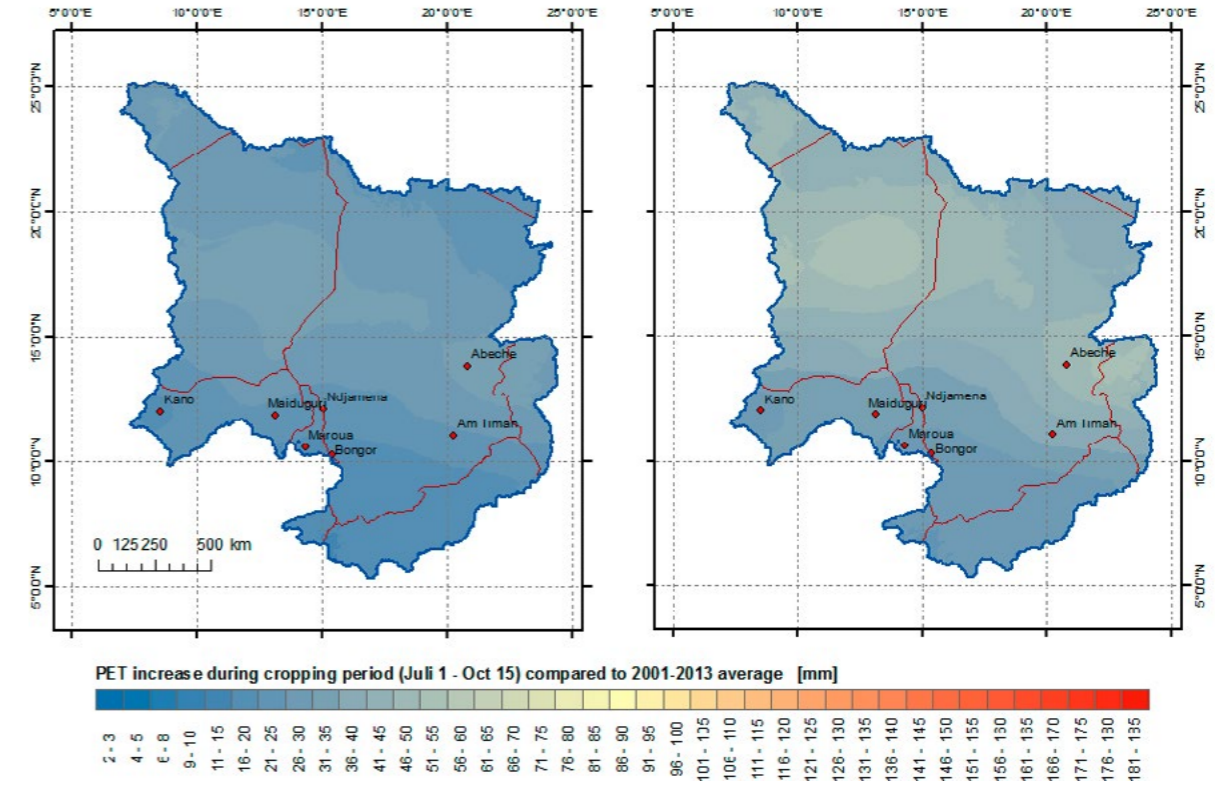 5°0'0"E 10°0'0"E 15°0'0"E 20°0'0"E 25°0'0"E
5°0'0"E 10°0'0"E 15°0'0"E 20°0'0"E 25°0'0"E
25°0'0"N
25°0'0"N
15°0'0"N
15°0'0"N
10°0'0"N
10°0'0"N
5°0'0"N
5°0'0"N
Abeche
Kano
Maiduguri
Ndjamena
Am Timan
Maroua
Bongor
0 125 250 500 km
Abeche
Kano
Maiduguri
Ndjamena
Am Timan
Maroua
Bongor
PET increase during cropping period (Juli 1 - Oct 15) compared to 2001-2013 average [mm]
2 - 3
4 - 5
6 - 8
9 - 10
11 - 15
16 - 20
21 - 25
26 - 30
31 - 35
36 - 40
41 - 45
46 - 50
51 - 55
56 - 60
61 - 65
66 - 70
71 - 75
76 - 80
81 - 85
86 - 90
91 - 95
96 - 100
101 - 135
106 - 110
111 - 115
116 - 120
121 - 125
126 - 130
131 - 135
136 - 140
141 - 145
146 - 150
151 - 155
156 - 160
161 - 165
166 - 170
171 - 175
176 - 130
181 - 135